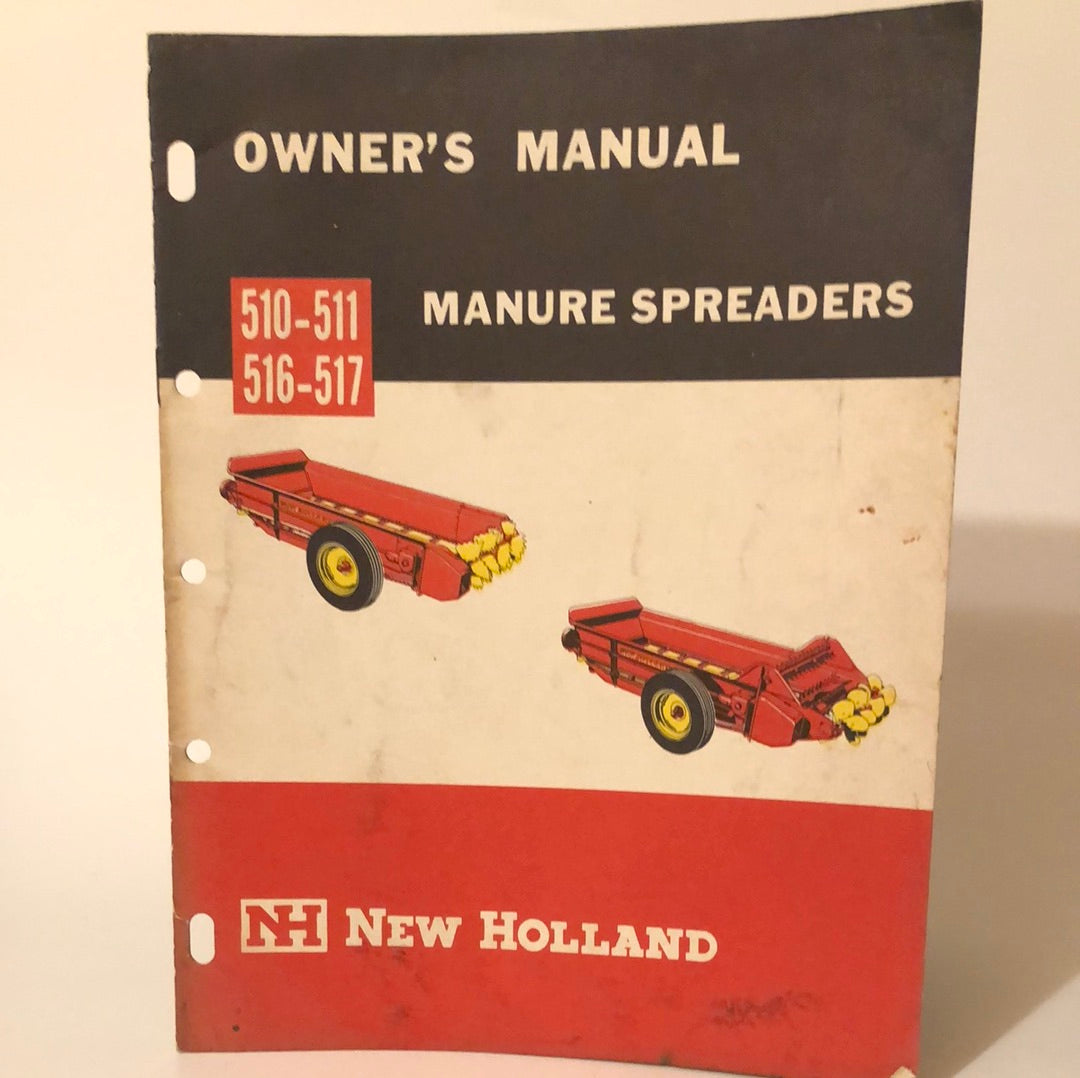 OWNER'S MANUAL
510-511
516-517
MANURE SPREADERS
NH NEW HOLLAND